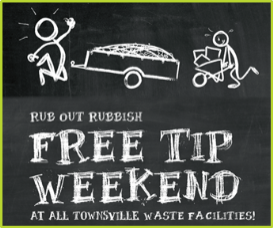 RUB OUT RUBBISH
FREE TIP
WEEKEND
AT ALL TOWNSVILLE WASTE FACILITIES!